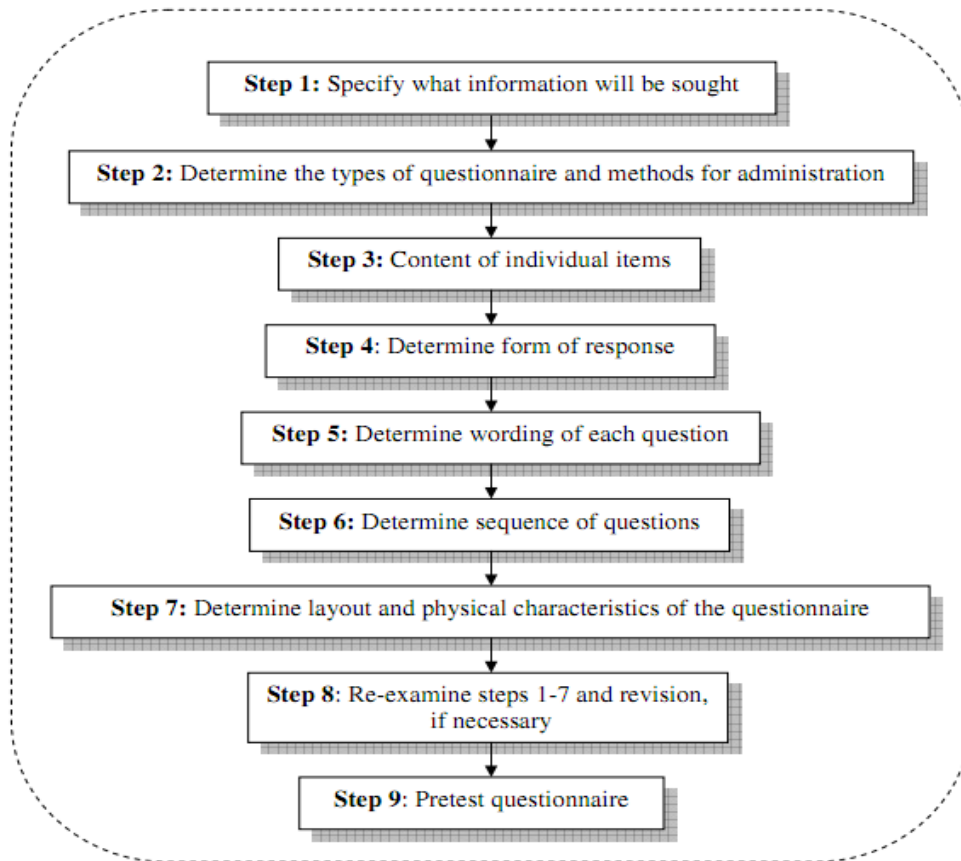 Step 1: Specify what information will be sought
Step 2: Determine the types of questionnaire and methods for administration
Step 3: Content of individual items
Step 4: Determine form of response
Step 5: Determine wording of each question
Step 6: Determine sequence of questions
Step 7: Determine layout and physical characteristics of the questionnaire
Step 8: Re-examine steps 1-7 and revision,
if necessary
Step 9: Pretest questionnaire